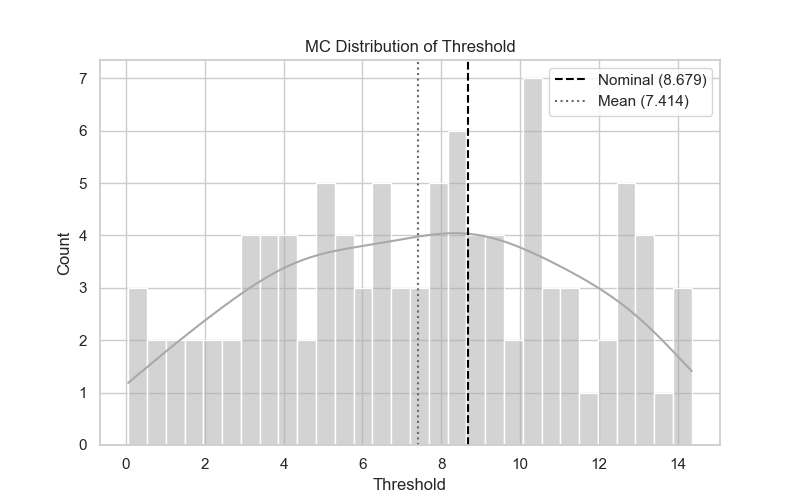 MC Distribution of Threshold
Nominal (8.679)
Mean (7.414)
Count
7
6
5
4
3
2
1
0
0 2 4 6 8 10 12 14
Threshold